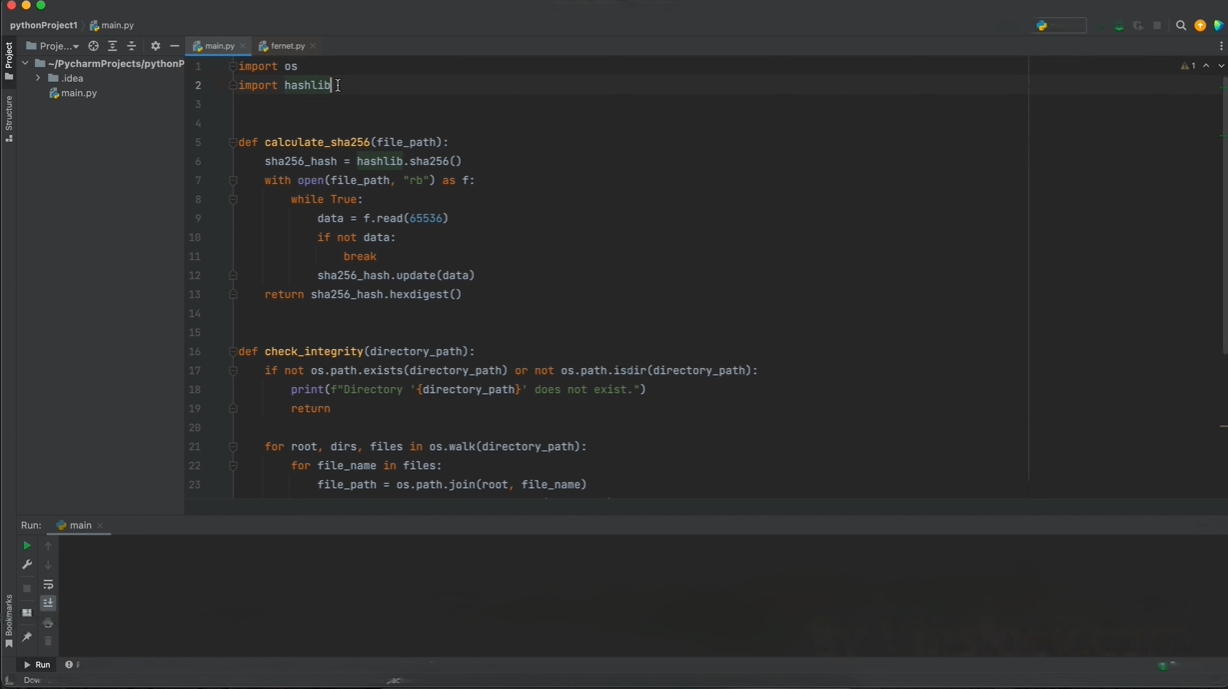 pythonProject1 main.py
Project
Proje...
main.py
fernet.py
~/PycharmProjects/pythonP
.idea
main.py
Structure
1 import os
2 import hashlib
3
4
5 def calculate_sha256(file_path):
6 sha256_hash = hashlib.sha256()
7 with open(file_path, "rb") as f:
8 while True:
9 data = f.read(65536)
10 if not data:
11 break
12 sha256_hash.update(data)
13 return sha256_hash.hexdigest()
14
15
16 def check_integrity(directory_path):
17 if not os.path.exists(directory_path) or not os.path.isdir(directory_path):
18 print(f"Directory '{directory_path}' does not exist.")
19 return
20
21 for root, dirs, files in os.walk(directory_path):
22 for file_name in files:
23 file_path = os.path.join(root, file_name)
1
Run: main
Bookmarks
Run
Dow